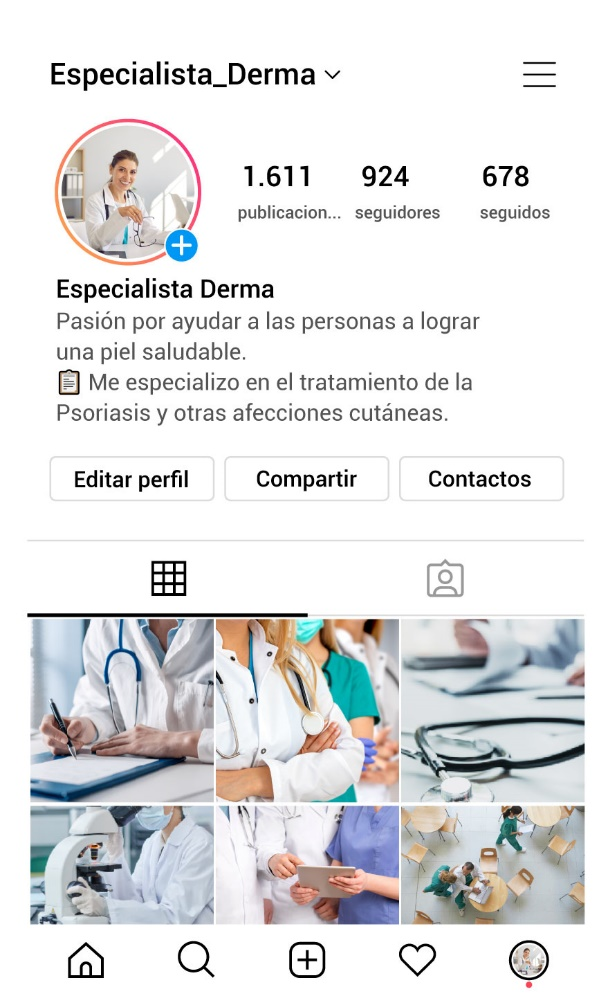 Especialista_Derma
1.611 924 678
publicacion... seguidores seguidos
Especialista Derma
Pasión por ayudar a las personas a lograr
una piel saludable.
📋 Me especializo en el tratamiento de la
Psoriasis y otras afecciones cutáneas.
Editar perfil Compartir Contactos